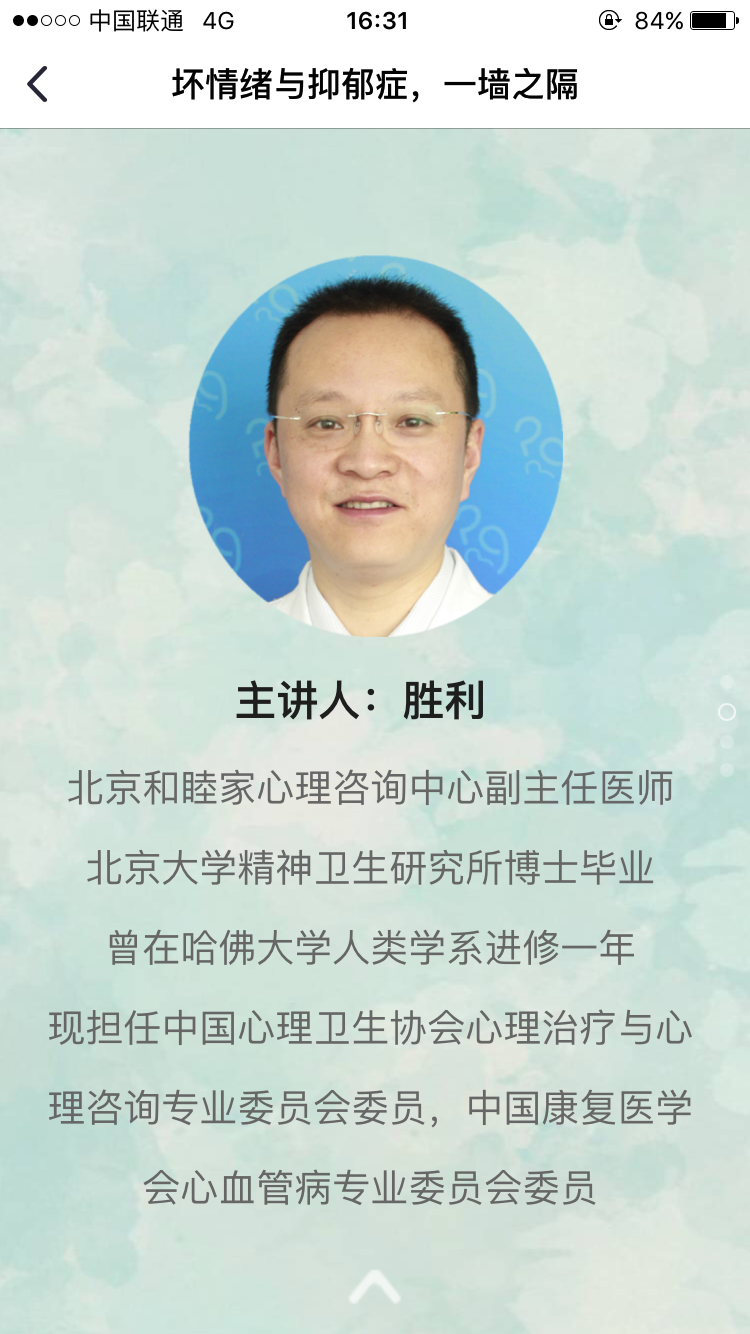 中国联通 4G 16:31 84%
坏情绪与抑郁症，一墙之隔
主讲人：胜利
北京和睦家心理咨询中心副主任医师
北京大学精神卫生研究所博士毕业
曾在哈佛大学人类学系进修一年
现担任中国心理卫生协会心理治疗与心
理咨询专业委员会委员，中国康复医学
会心血管病专业委员会委员